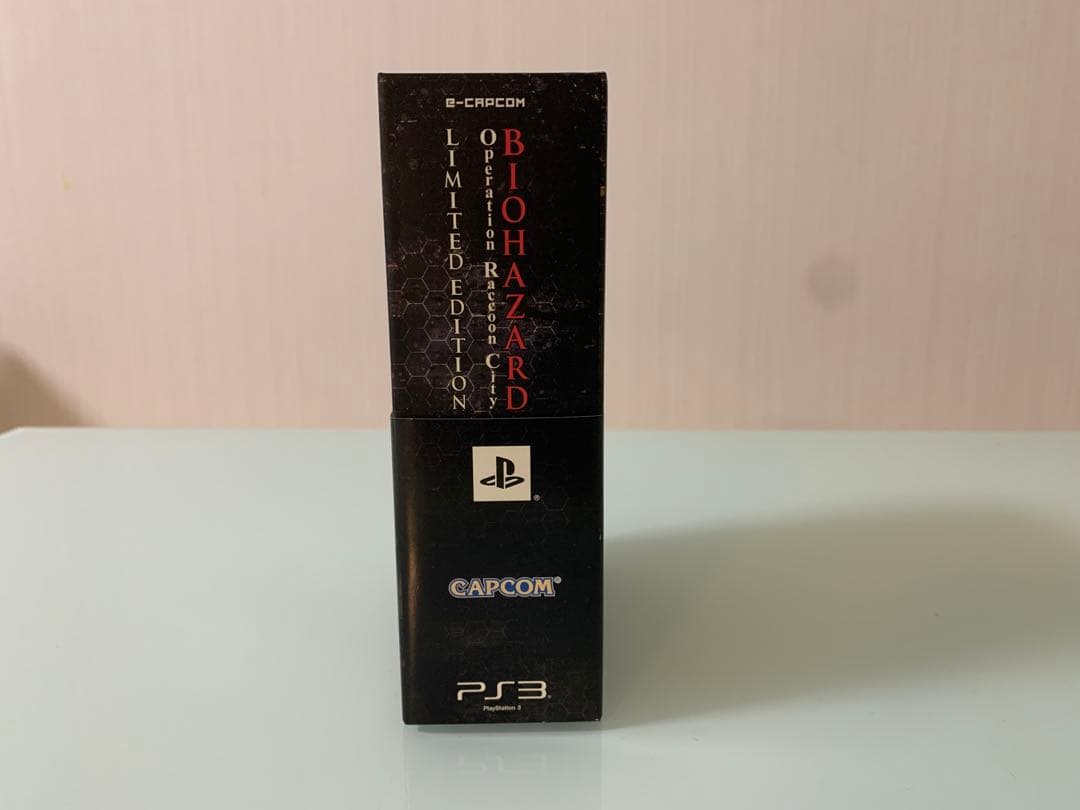 e-CAPCOM
BIOHAZARD
Operation Raccoon City
LIMITED EDITION
CAPCOM®
PS3®
PlayStation 3